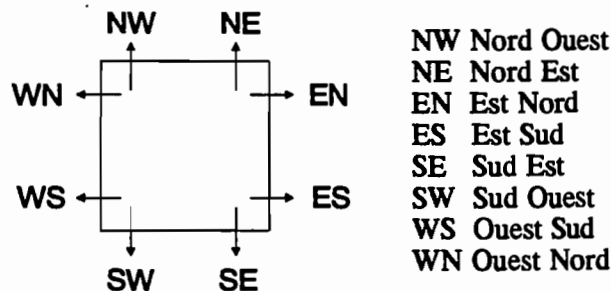 NW NE
WN EN
WS ES
SW SE
NW Nord Ouest
NE Nord Est
EN Est Nord
ES Est Sud
SE Sud Est
SW Sud Ouest
WS Ouest Sud
WN Ouest Nord